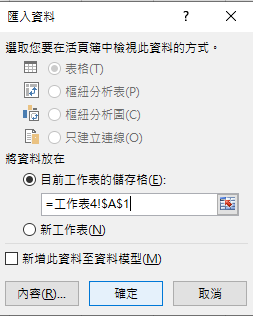 匯入資料
選取您要在活頁簿中檢視此資料的方式。
表格(T)
樞紐分析表(P)
樞紐分析圖(C)
只建立連線(O)
將資料放在
目前工作表的儲存格(E):
=工作表4!$A$1
新工作表(N)
新增此資料至資料模型(M)
內容(R)...
確定
取消